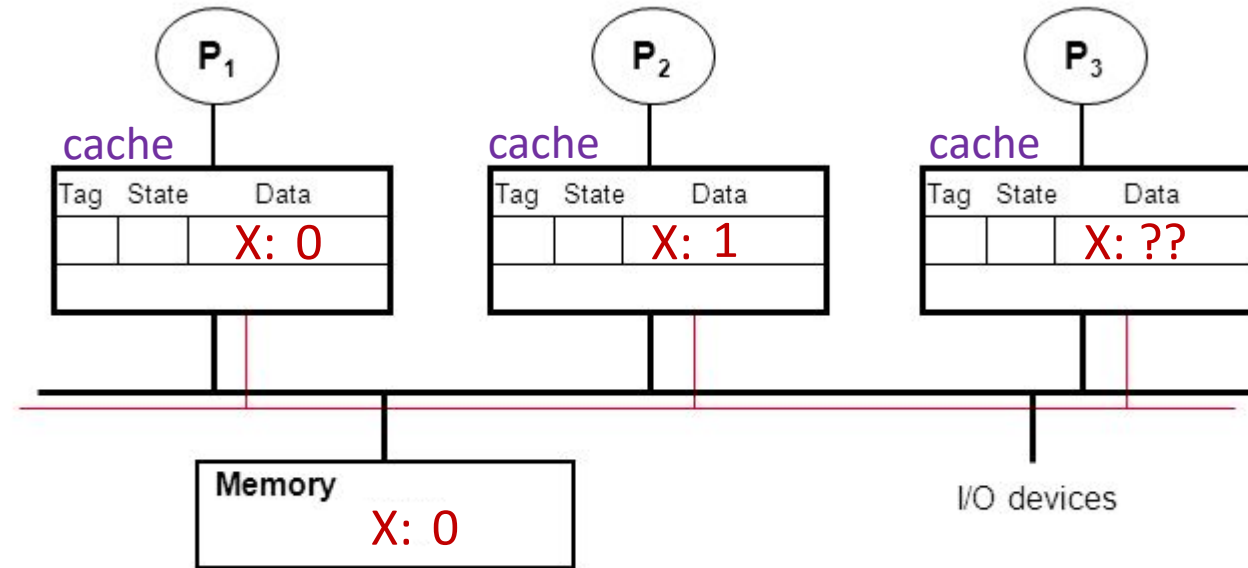 P1 P2 P3
cache cache cache
Tag State Data Tag State Data Tag State Data
X: 0 X: 1 X: ??
Memory
I/O devices
X: 0